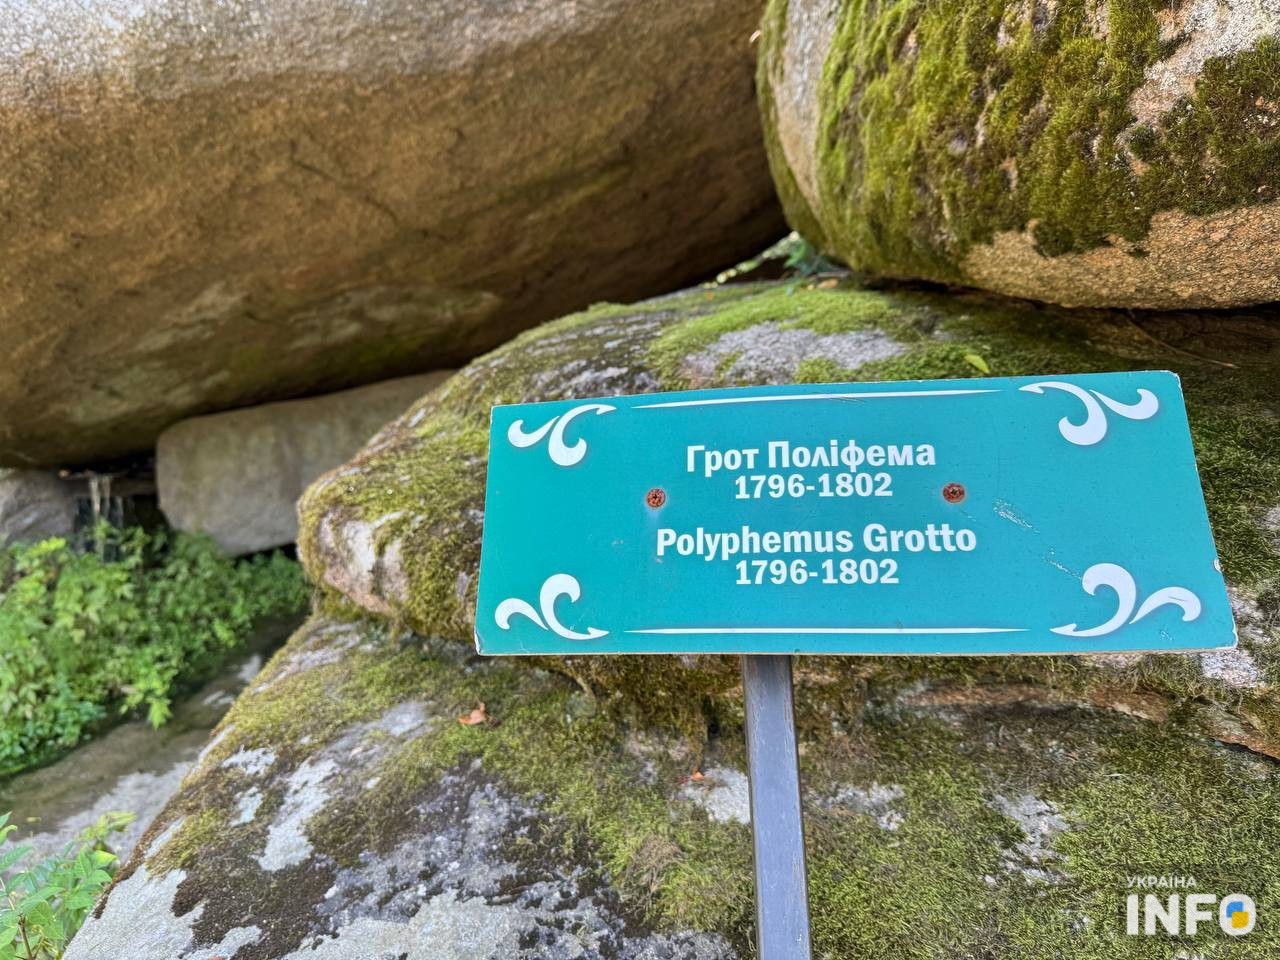 Грот Поліфема
1796-1802
Polyphemus Grotto
1796-1802
УКРАЇНА
INFO